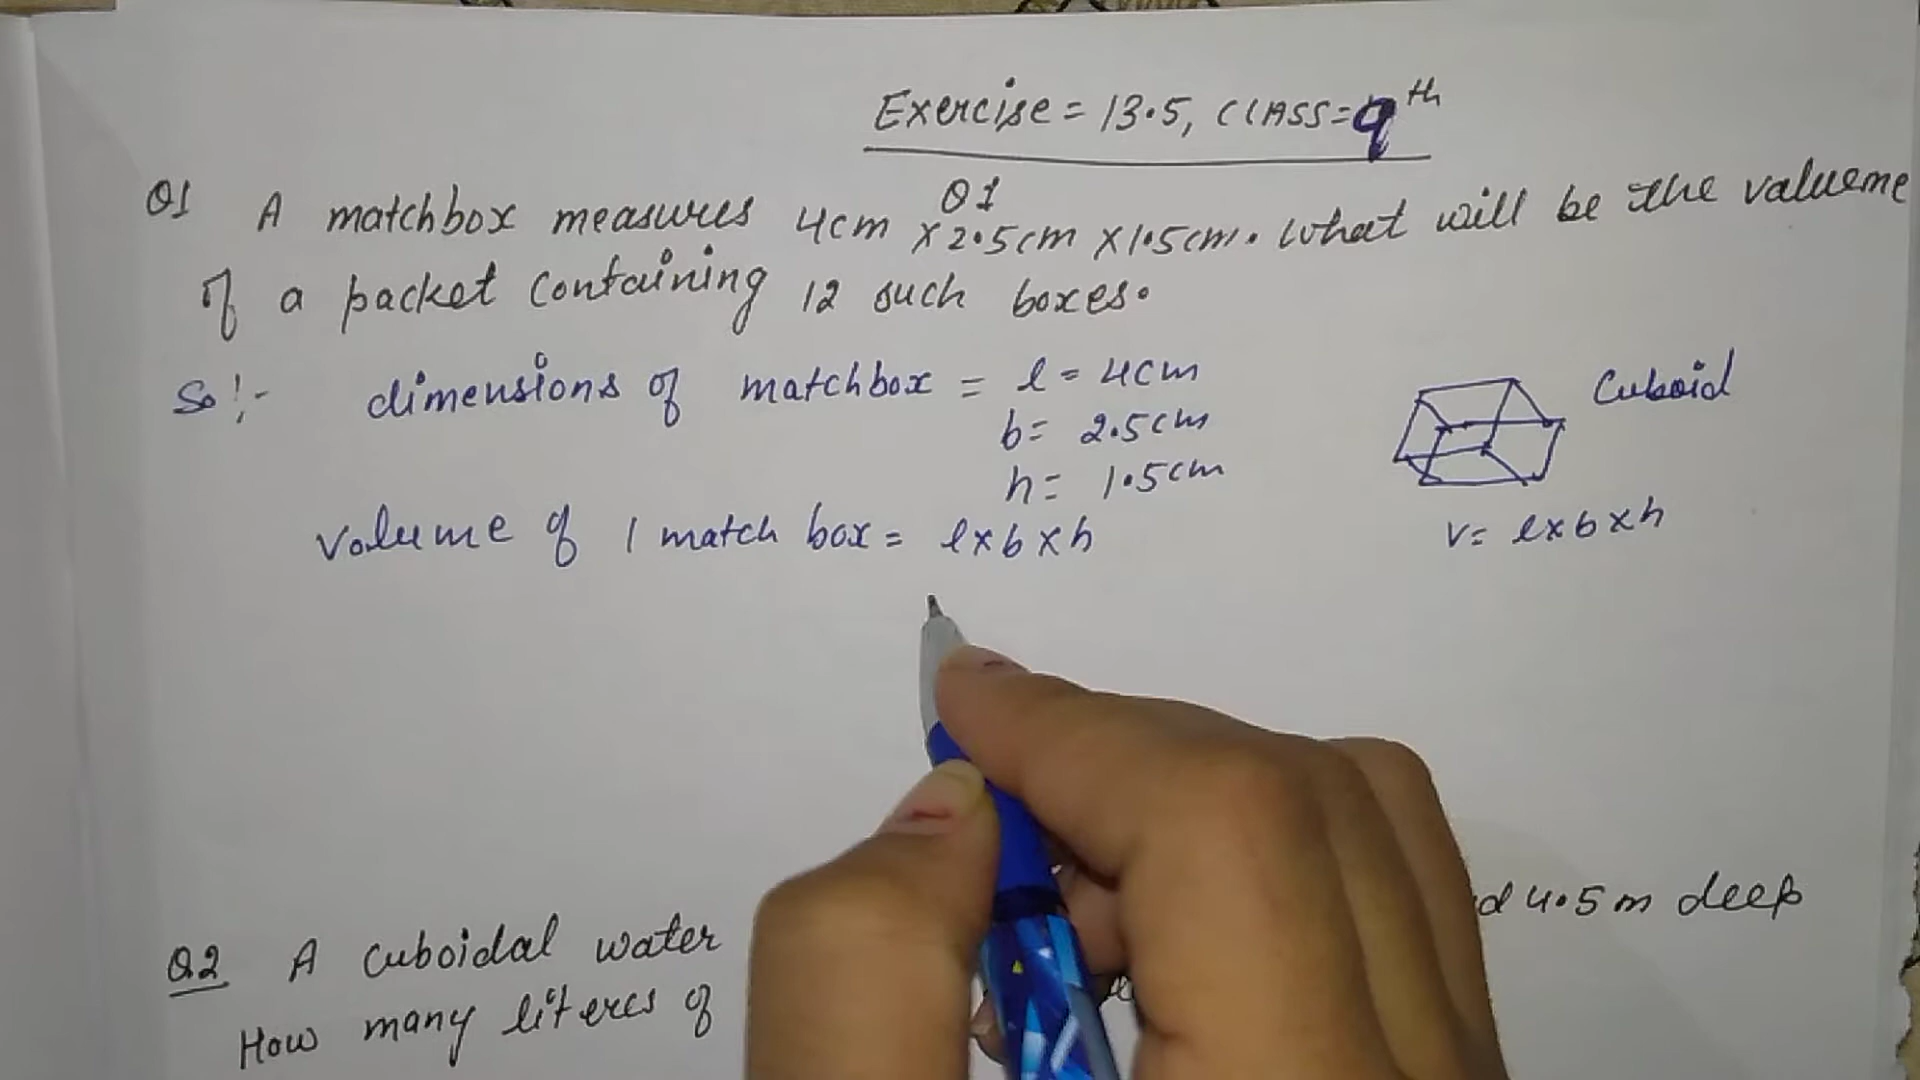 Exercise = 13.5, CLASS = 9th
Q1
Q1 A matchbox measures 4cm × 2.5cm × 1.5cm. What will be the valueme
of a packet containing 12 such boxes.
So!:- dimensions of matchbox = l = 4cm
b = 2.5cm
h = 1.5cm
Cuboid
volume of 1 match box = l×b×h
V = l×b×h
Q2 A cuboidal water
4.5m deep
How many literes of